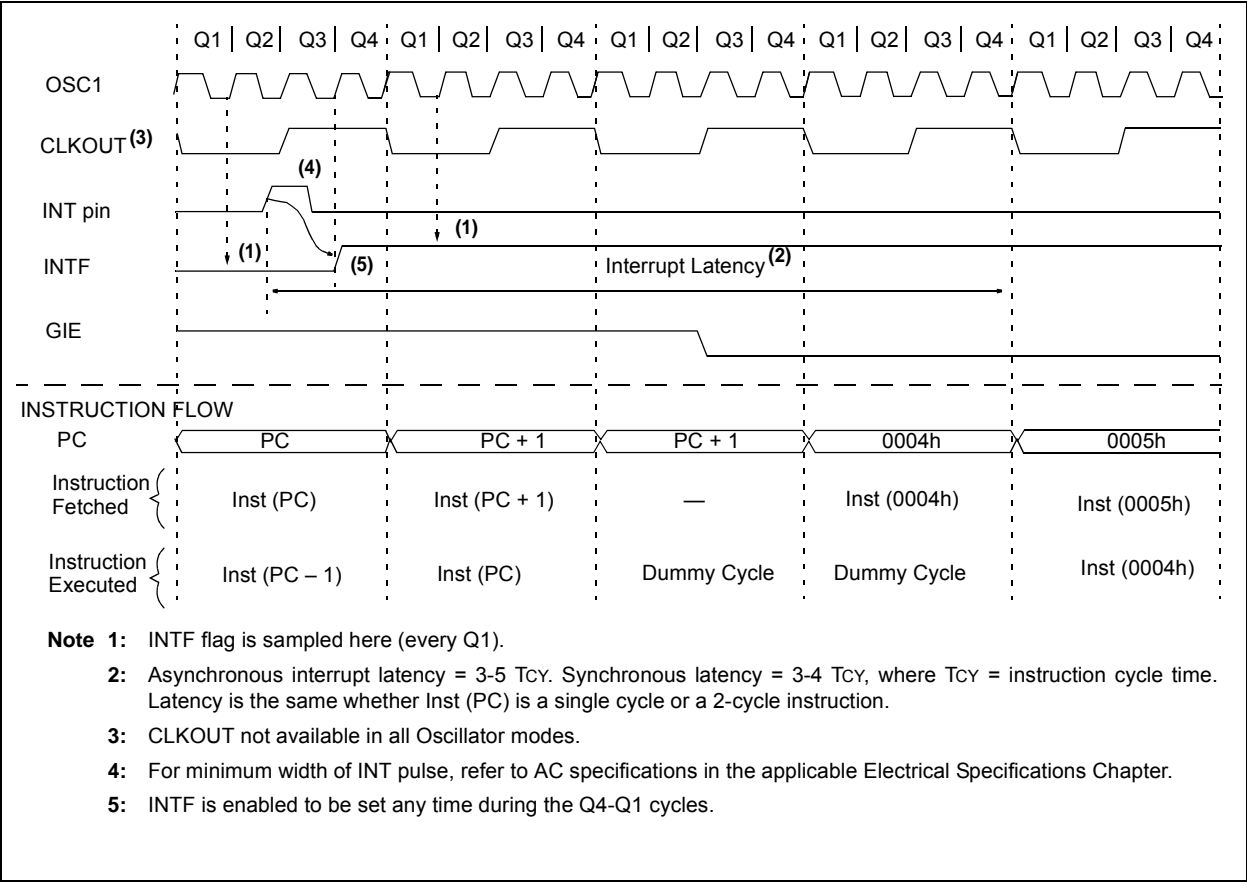 Q1 Q2 Q3 Q4 Q1 Q2 Q3 Q4 Q1 Q2 Q3 Q4 Q1 Q2 Q3 Q4 Q1 Q2 Q3 Q4
OSC1
CLKOUT(3)
(4)
INT pin
(1)
(1)
INTF
(5)
Interrupt Latency(2)
GIE
INSTRUCTION FLOW
PC PC PC + 1 PC + 1 0004h 0005h
Instruction
Fetched
Inst (PC) Inst (PC + 1) — Inst (0004h) Inst (0005h)
Instruction
Executed
Inst (PC – 1) Inst (PC) Dummy Cycle Dummy Cycle Inst (0004h)
Note 1: INTF flag is sampled here (every Q1).
2: Asynchronous interrupt latency = 3-5 TCY. Synchronous latency = 3-4 TCY, where TCY = instruction cycle time.
Latency is the same whether Inst (PC) is a single cycle or a 2-cycle instruction.
3: CLKOUT not available in all Oscillator modes.
4: For minimum width of INT pulse, refer to AC specifications in the applicable Electrical Specifications Chapter.
5: INTF is enabled to be set any time during the Q4-Q1 cycles.